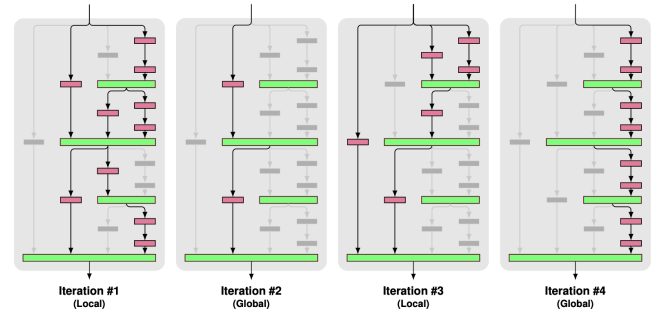 Iteration #1
(Local)
Iteration #2
(Global)
Iteration #3
(Local)
Iteration #4
(Global)